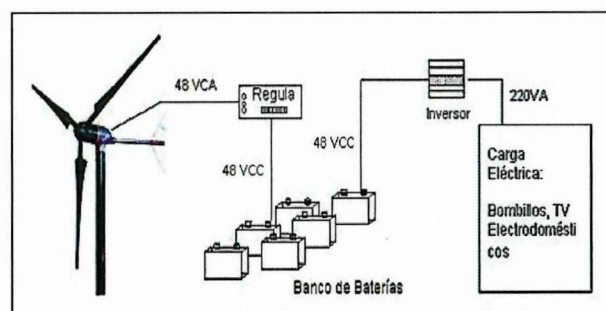 48 VCA
Regula
48 VCC
48 VCC
Inversor
220VA
Carga
Eléctrica:
Bombillos, TV
Electrodomésti
cos
Banco de Baterías